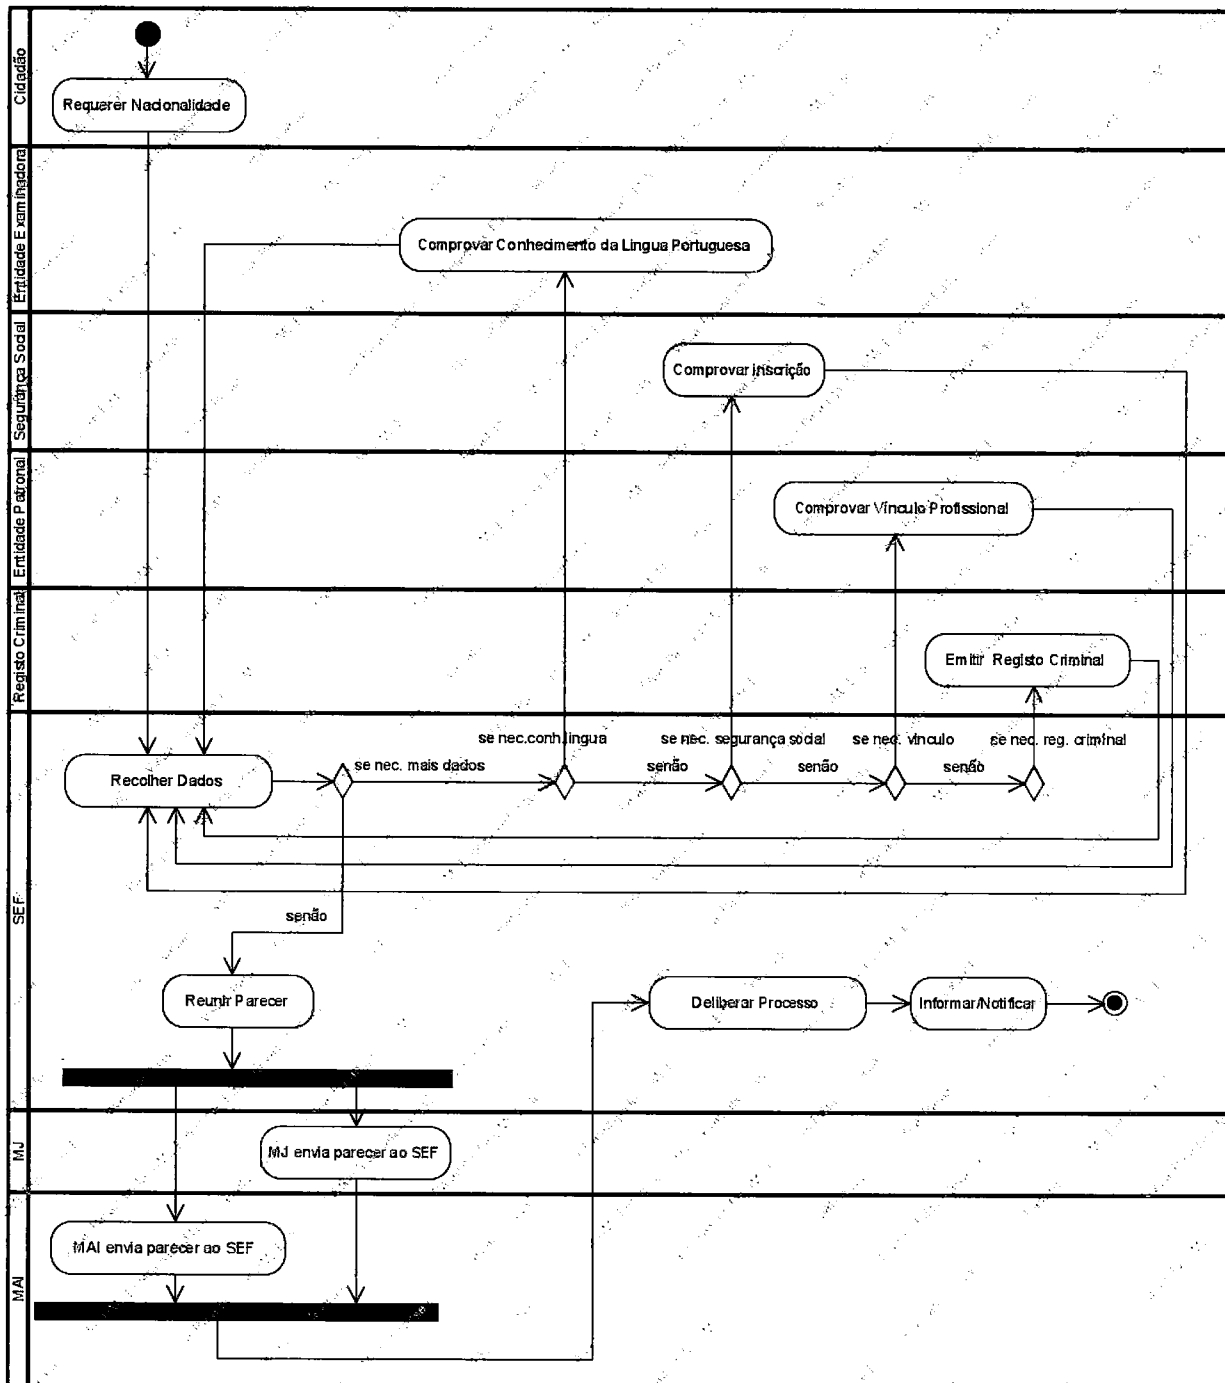 Cidadão
Requerer Nacionalidade
Entidade Examinadora
Comprovar Conhecimento da Lingua Portuguesa
Segurança Social
Comprovar Inscrição
Entidade Patronal
Comprovar Vínculo Profissional
Registo Criminal
Emitir Registo Criminal
SEF
se nec.conh.lingua
se nec. segurança social
se nec. vinculo
se nec. reg. criminal
Recolher Dados
se nec. mais dados
senão
senão
senão
senão
Reunir Parecer
Deliberar Processo
Informar/Notificar
MJ
MJ envia parecer ao SEF
MAI
MAI envia parecer ao SEF